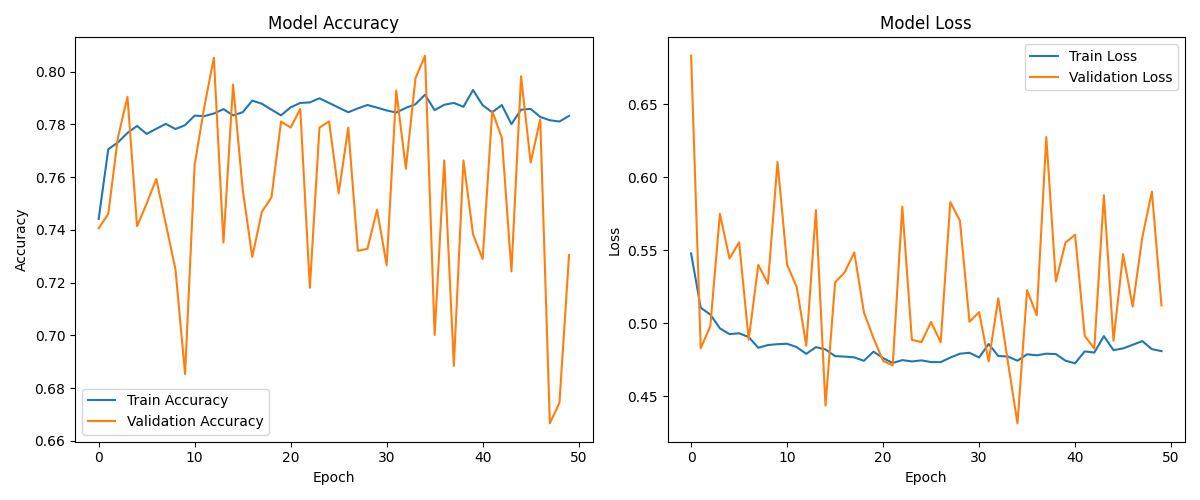 Model Accuracy
Accuracy
0.80
0.78
0.76
0.74
0.72
0.70
0.68
0.66
Train Accuracy
Validation Accuracy
0 10 20 30 40 50
Epoch
Model Loss
Loss
0.65
0.60
0.55
0.50
0.45
Train Loss
Validation Loss
0 10 20 30 40 50
Epoch